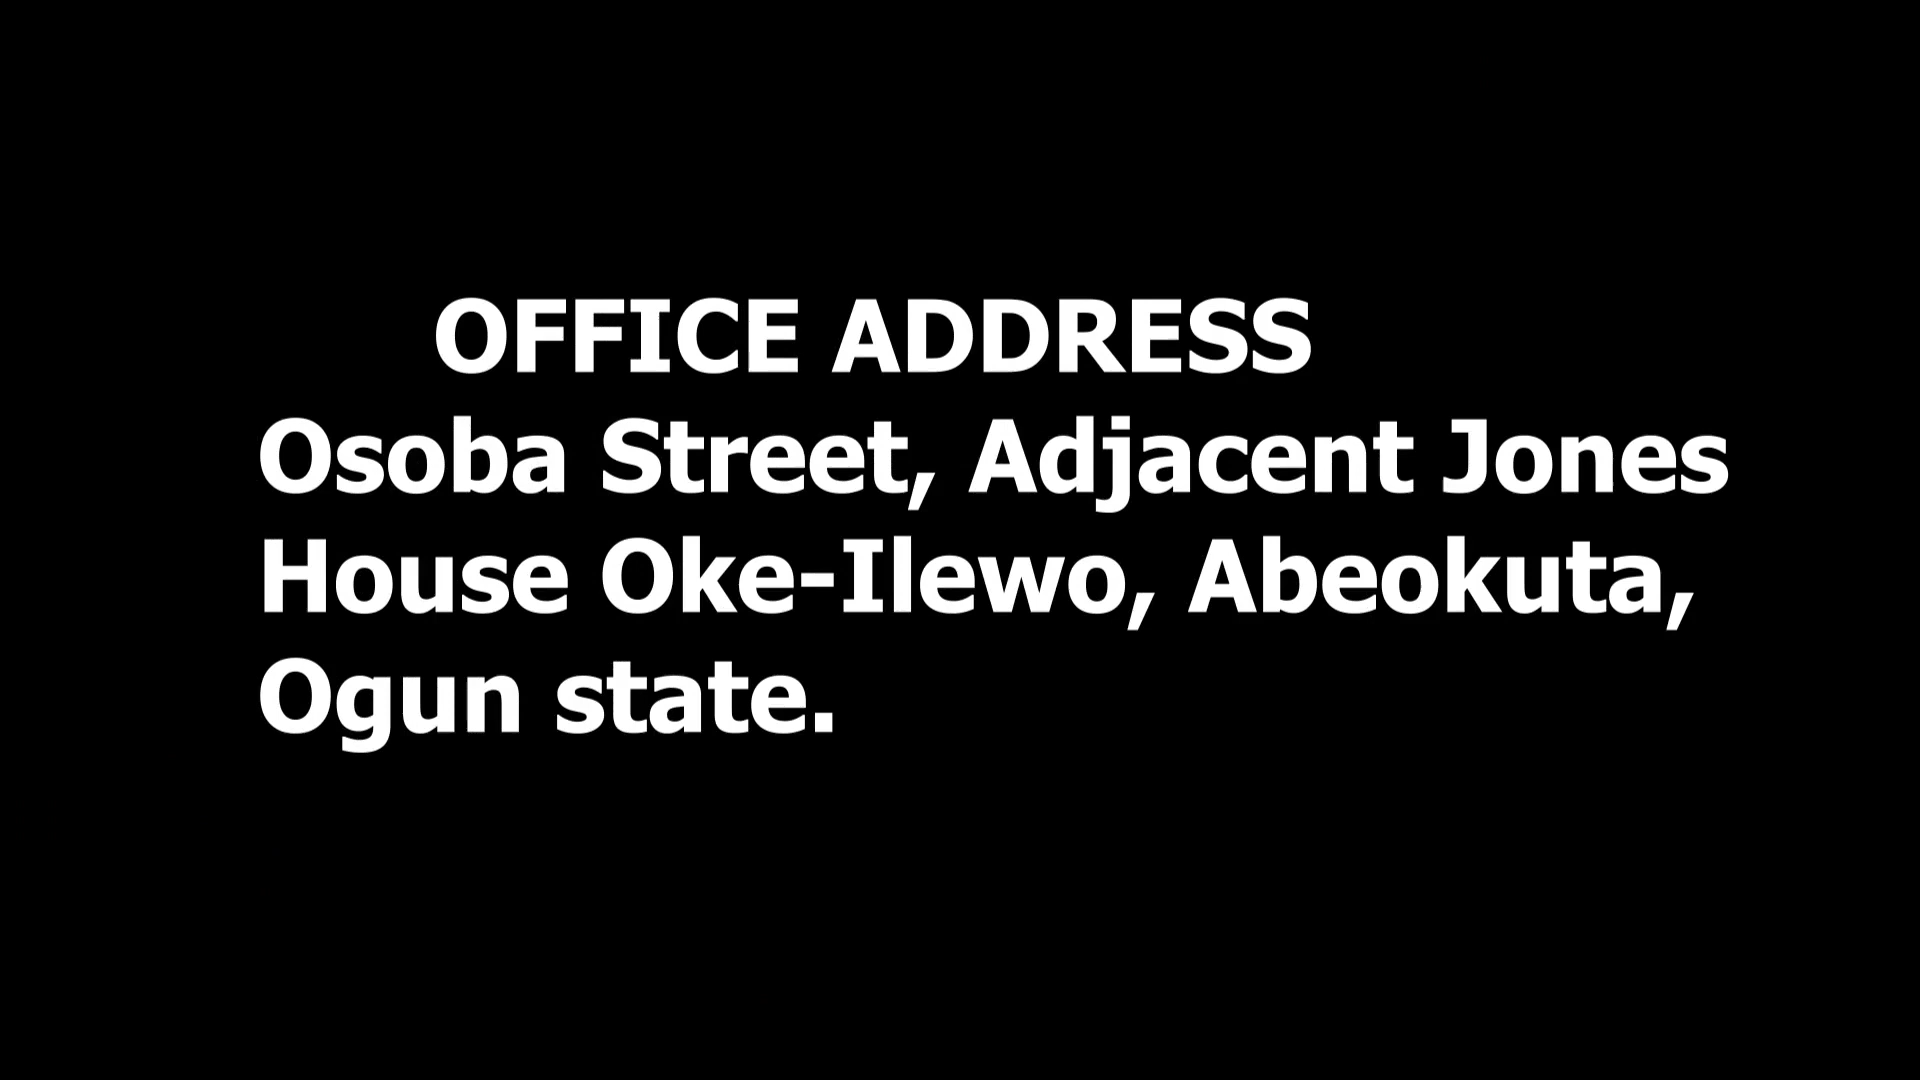 OFFICE ADDRESS
Osoba Street, Adjacent Jones
House Oke-Ilewo, Abeokuta,
Ogun state.